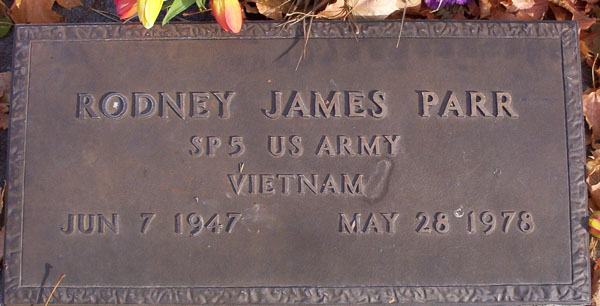 RODNEY JAMES PARR
SP5 US ARMY
VIETNAM
JUN 7 1947 MAY 28 1978